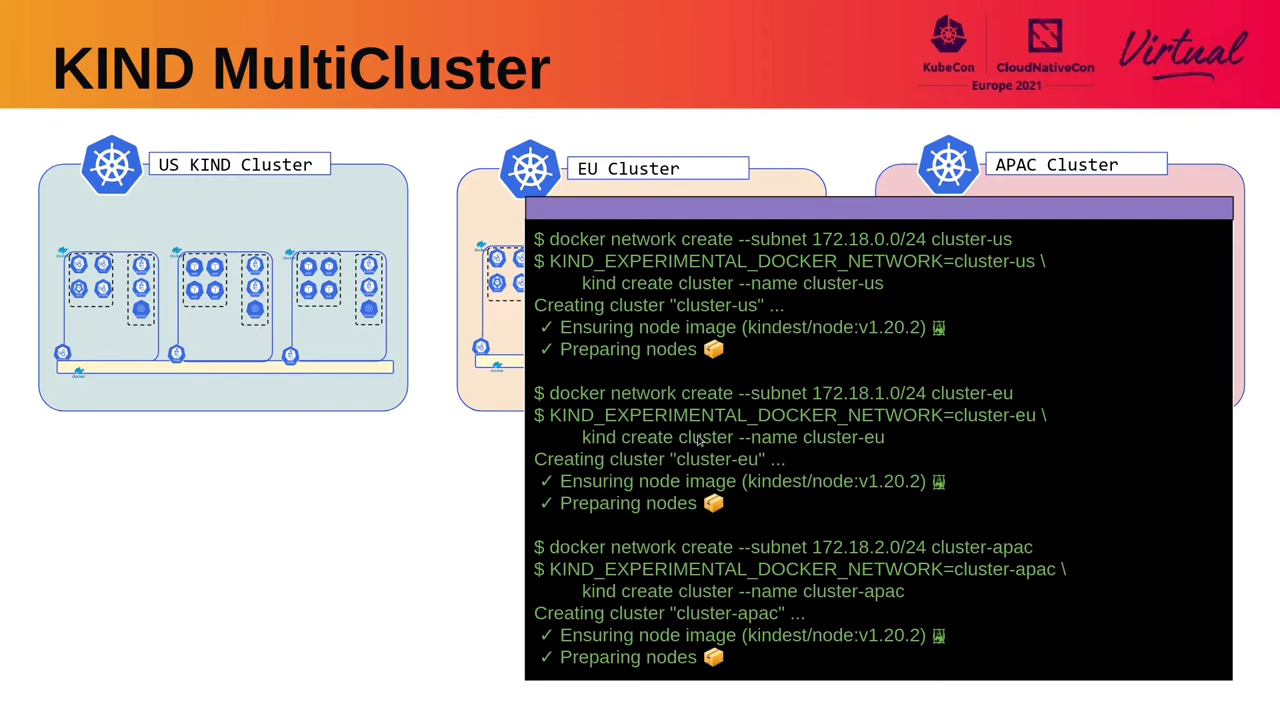 KIND MultiCluster
KubeCon
CloudNativeCon
Europe 2021
Virtual
US KIND Cluster
EU Cluster
APAC Cluster
$ docker network create --subnet 172.18.0.0/24 cluster-us
$ KIND_EXPERIMENTAL_DOCKER_NETWORK=cluster-us \
kind create cluster --name cluster-us
Creating cluster "cluster-us" ...
✓ Ensuring node image (kindest/node:v1.20.2)
✓ Preparing nodes 📦
$ docker network create --subnet 172.18.1.0/24 cluster-eu
$ KIND_EXPERIMENTAL_DOCKER_NETWORK=cluster-eu \
kind create cluster --name cluster-eu
Creating cluster "cluster-eu" ...
✓ Ensuring node image (kindest/node:v1.20.2)
✓ Preparing nodes 📦
$ docker network create --subnet 172.18.2.0/24 cluster-apac
$ KIND_EXPERIMENTAL_DOCKER_NETWORK=cluster-apac \
kind create cluster --name cluster-apac
Creating cluster "cluster-apac" ...
✓ Ensuring node image (kindest/node:v1.20.2)
✓ Preparing nodes 📦